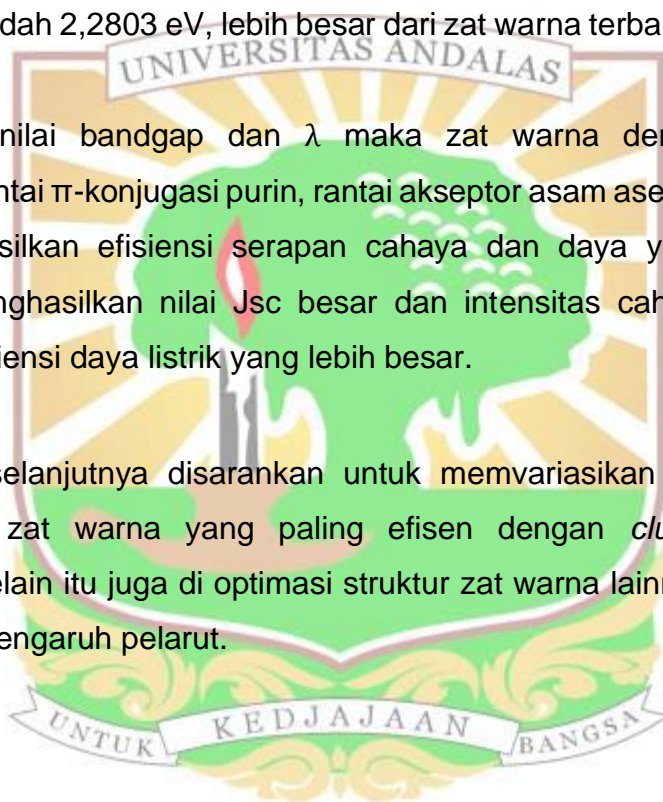 dah 2,2803 eV, lebih besar dari zat warna terba
UNIVERSITAS ANDALAS
nilai bandgap dan λ maka zat warna der
ntai π-konjugasi purin, rantai akseptor asam ase
silkan efisiensi serapan cahaya dan daya y
nghasilkan nilai Jsc besar dan intensitas cah
iensi daya listrik yang lebih besar.
selanjutnya disarankan untuk memvariasikan
zat warna yang paling efisen dengan clu
elain itu juga di optimasi struktur zat warna lainn
engaruh pelarut.
UNTUK KEDJAJAAN BANGSA